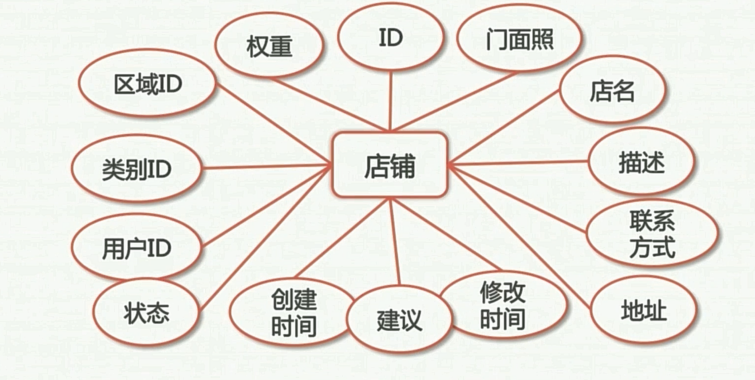 权重
ID
门面照
区域ID
店名
类别ID
店铺
描述
用户ID
联系
方式
状态
创建
时间
建议
修改
时间
地址